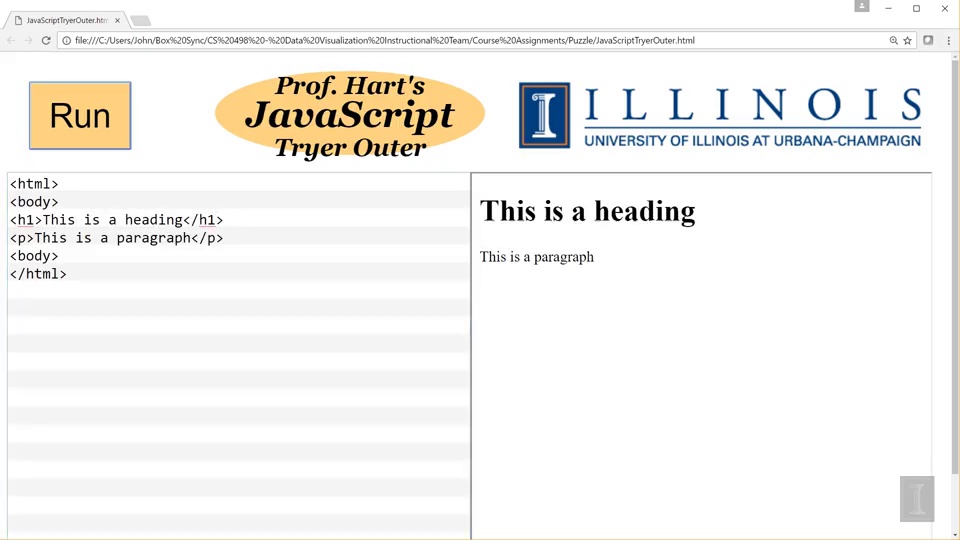 JavaScriptTryerOuter.htm
file:///C:/Users/John/Box%20Sync/CS%20498%20-%20Data%20Visualization%20Instructional%20Team/Course%20Assignments/Puzzle/JavaScriptTryerOuter.html
Run
Prof. Hart's
JavaScript
Tryer Outer
I ILLINOIS
UNIVERSITY OF ILLINOIS AT URBANA-CHAMPAIGN
<html>
<body>
<h1>This is a heading</h1>
<p>This is a paragraph</p>
<body>
</html>
This is a heading
This is a paragraph
I